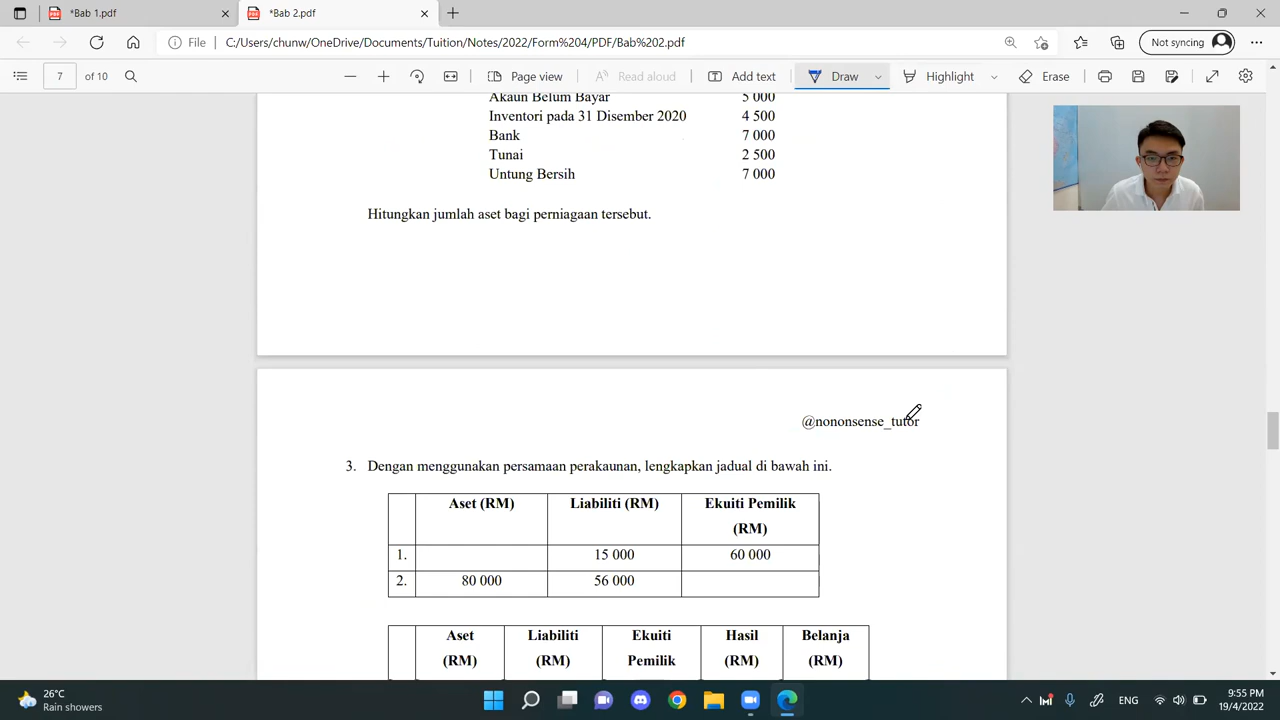 *Bab 1.pdf
*Bab 2.pdf
File
C:/Users/chunw/OneDrive/Documents/Tuition/Notes/2022/Form%204/PDF/Bab%202.pdf
Not syncing
7 of 10
Page view
Read aloud
Add text
Draw
Highlight
Erase
Akaun Belum Bayar 5 000
Inventori pada 31 Disember 2020 4 500
Bank 7 000
Tunai 2 500
Untung Bersih 7 000
Hitungkan jumlah aset bagi perniagaan tersebut.
@nononsense_tutor
3. Dengan menggunakan persamaan perakaunan, lengkapkan jadual di bawah ini.
Aset (RM) Liabiliti (RM) Ekuiti Pemilik
(RM)
1. 15 000 60 000
2. 80 000 56 000
Aset Liabiliti Ekuiti Hasil Belanja
(RM) (RM) Pemilik (RM) (RM)
26°C
Rain showers
ENG
9:55 PM
19/4/2022